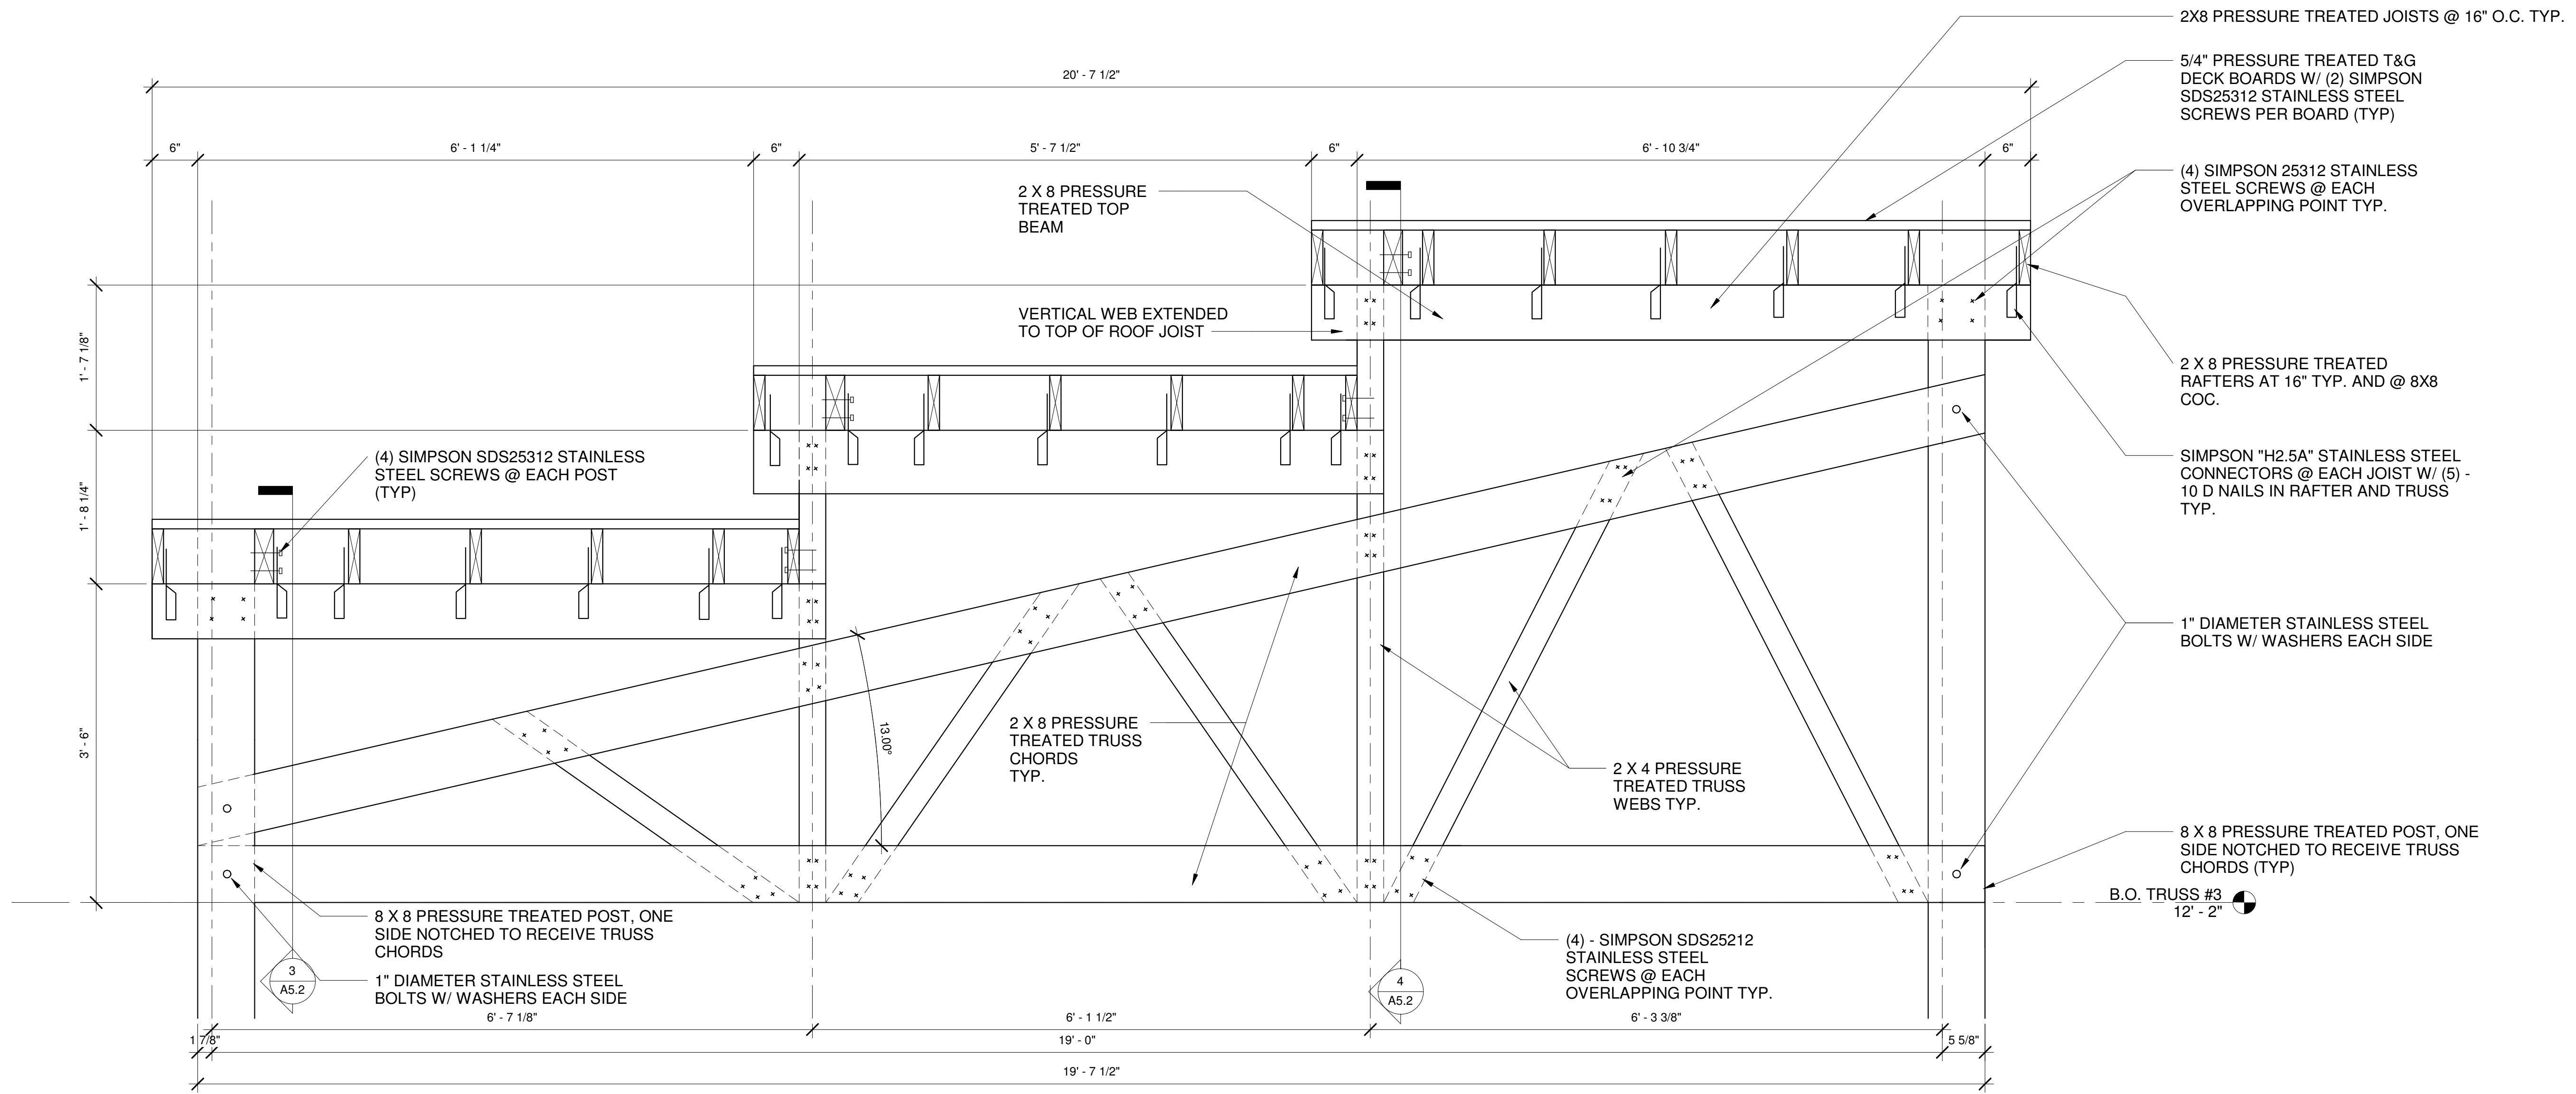 2X8 PRESSURE TREATED JOISTS @ 16" O.C. TYP.
5/4" PRESSURE TREATED T&G
DECK BOARDS W/ (2) SIMPSON
SDS25312 STAINLESS STEEL
SCREWS PER BOARD (TYP)
20' - 7 1/2"
6"
6' - 1 1/4"
6"
5' - 7 1/2"
6"
6' - 10 3/4"
6"
(4) SIMPSON 25312 STAINLESS
STEEL SCREWS @ EACH
OVERLAPPING POINT TYP.
2 X 8 PRESSURE
TREATED TOP
BEAM
VERTICAL WEB EXTENDED
TO TOP OF ROOF JOIST
1' - 7 1/8"
1' - 8 1/4"
3' - 6"
2 X 8 PRESSURE TREATED
RAFTERS AT 16" TYP. AND @ 8X8
COC.
(4) SIMPSON SDS25312 STAINLESS
STEEL SCREWS @ EACH POST
(TYP)
SIMPSON "H2.5A" STAINLESS STEEL
CONNECTORS @ EACH JOIST W/ (5) -
10 D NAILS IN RAFTER AND TRUSS
TYP.
1" DIAMETER STAINLESS STEEL
BOLTS W/ WASHERS EACH SIDE
13.00°
2 X 8 PRESSURE
TREATED TRUSS
CHORDS
TYP.
2 X 4 PRESSURE
TREATED TRUSS
WEBS TYP.
8 X 8 PRESSURE TREATED POST, ONE
SIDE NOTCHED TO RECEIVE TRUSS
CHORDS (TYP)
B.O. TRUSS #3
12' - 2"
8 X 8 PRESSURE TREATED POST, ONE
SIDE NOTCHED TO RECEIVE TRUSS
CHORDS
1" DIAMETER STAINLESS STEEL
BOLTS W/ WASHERS EACH SIDE
3
A5.2
4
A5.2
(4) - SIMPSON SDS25212
STAINLESS STEEL
SCREWS @ EACH
OVERLAPPING POINT TYP.
6' - 7 1/8"
6' - 1 1/2"
6' - 3 3/8"
1 7/8"
19' - 0"
5 5/8"
19' - 7 1/2"